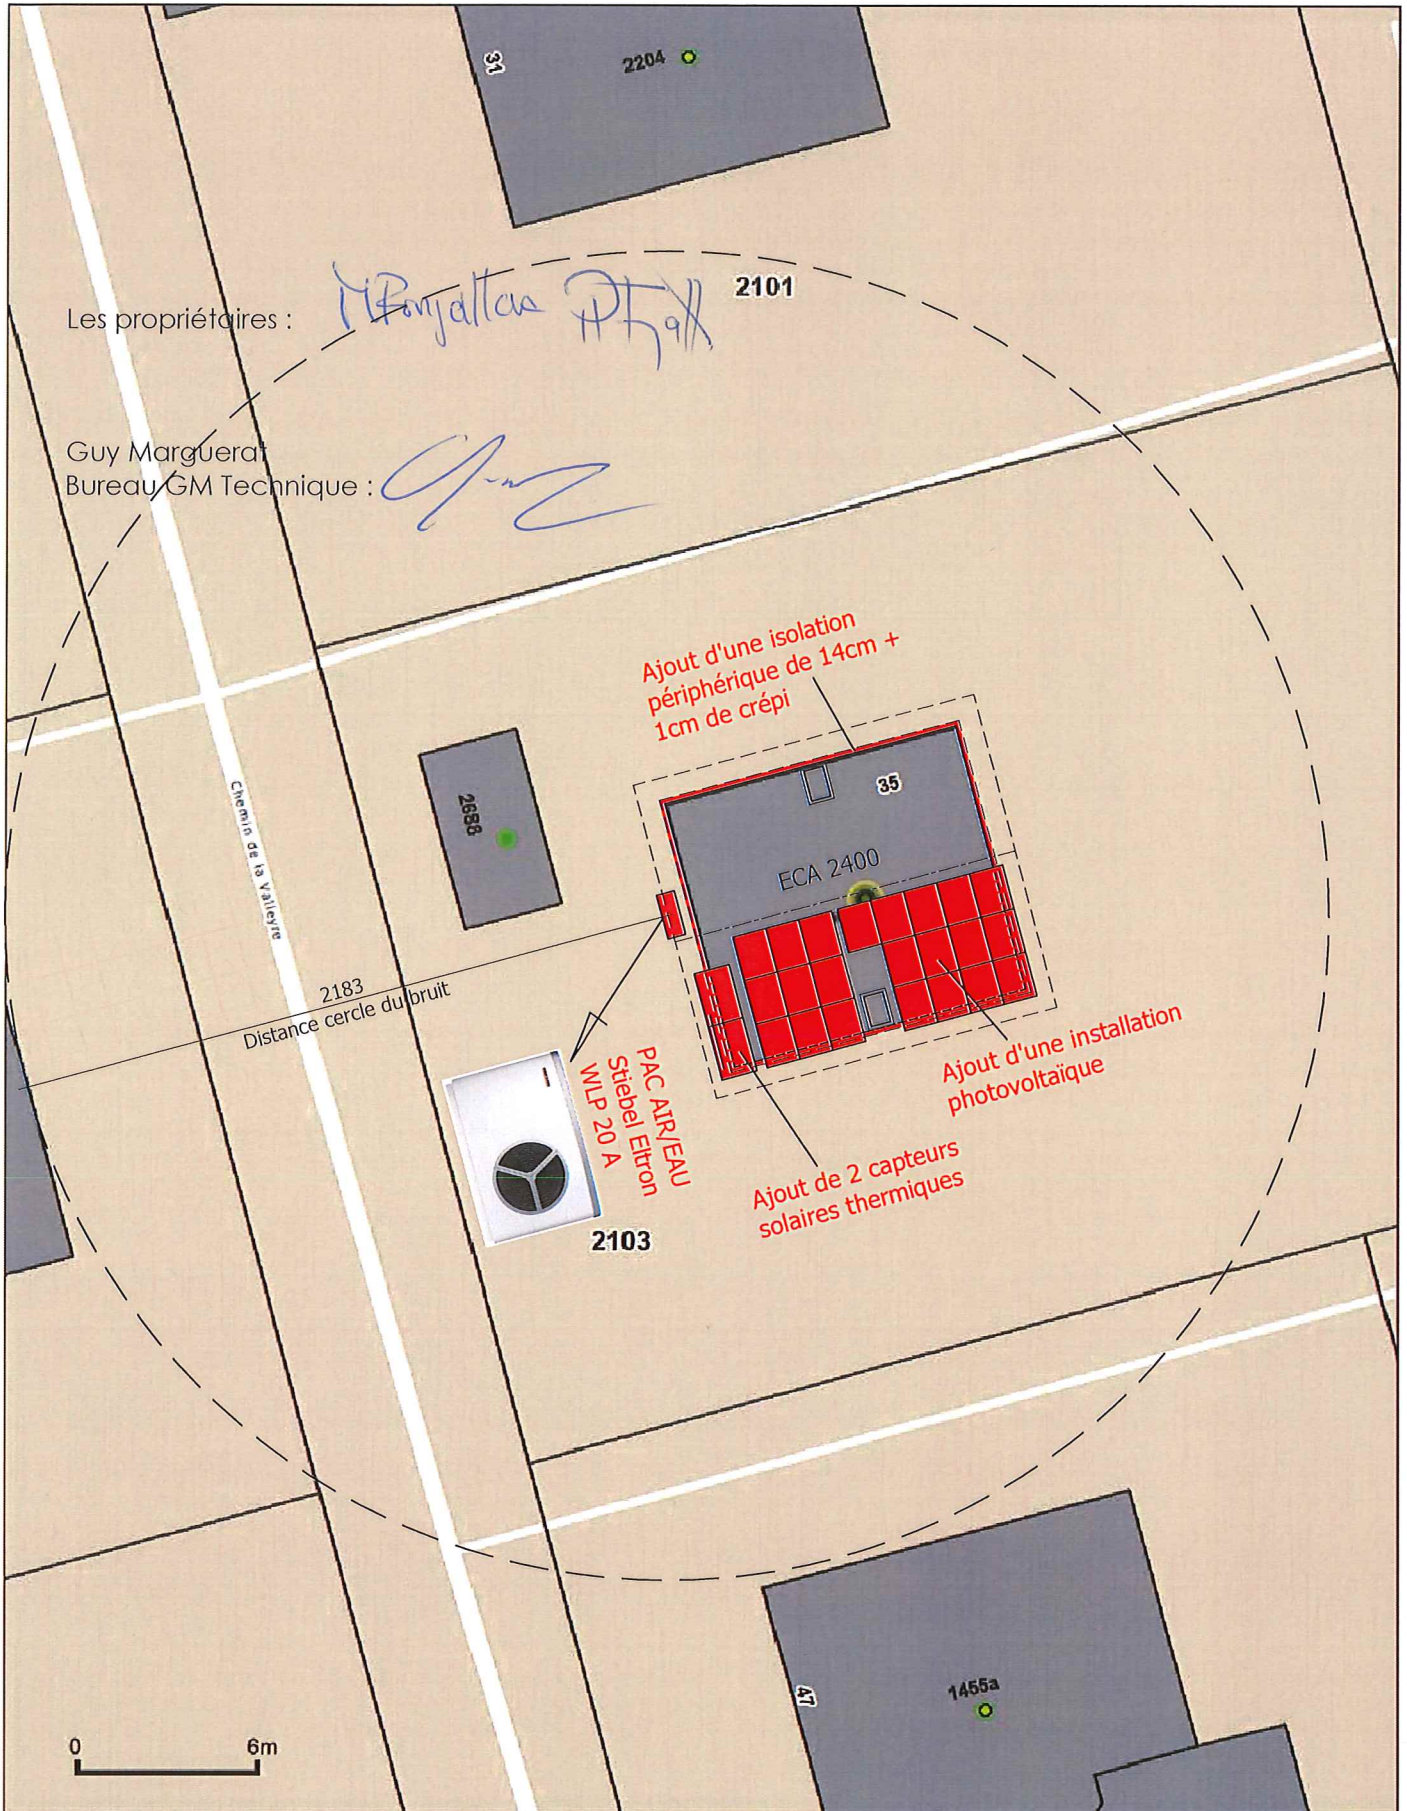 31
2204
2101
Les propriétaires :
Guy Marguerat
Bureau GM Technique :
Ajout d'une isolation
périphérique de 14cm +
1cm de crépi
35
2688
Chemin de la Valleyre
ECA 2400
2183
Distance cercle du bruit
PAC AIR/EAU
Stiebel Eltron
WLP 20 A
Ajout d'une installation
photovoltaïque
Ajout de 2 capteurs
solaires thermiques
2103
47
1455a
0 6m